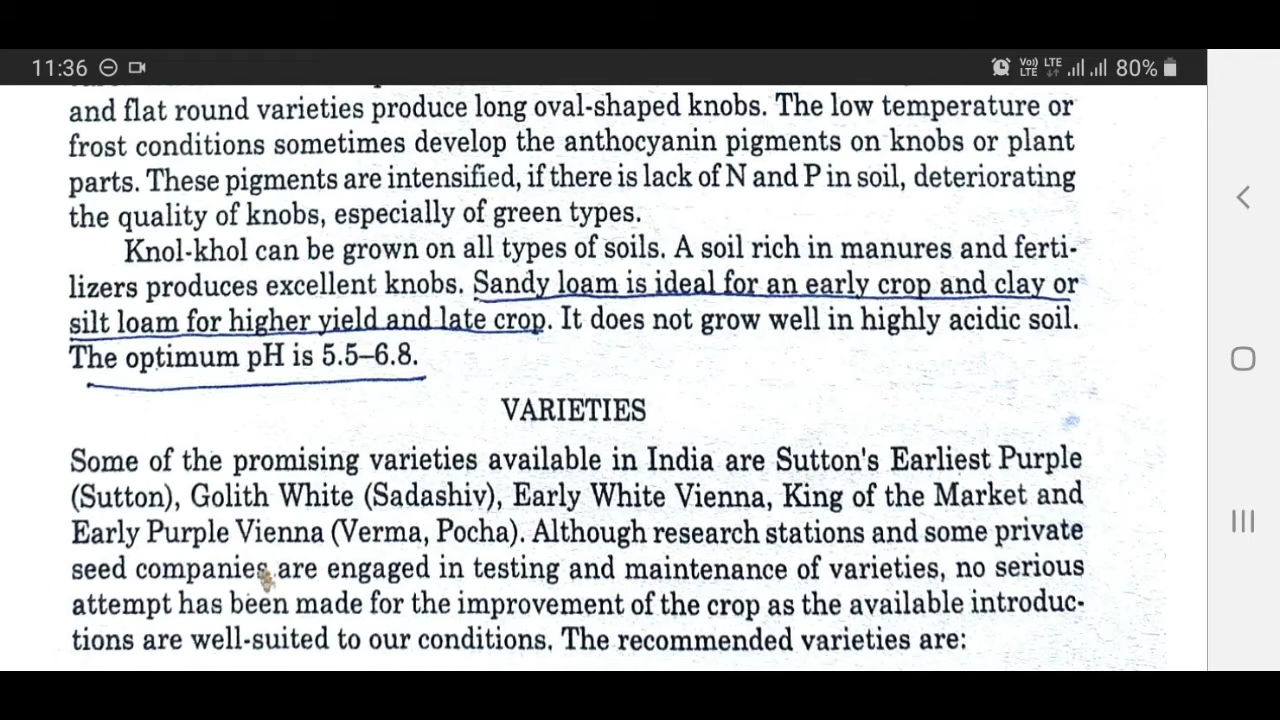 11:36 Vo)) LTE LTE 80%
and flat round varieties produce long oval-shaped knobs. The low temperature or
frost conditions sometimes develop the anthocyanin pigments on knobs or plant
parts. These pigments are intensified, if there is lack of N and P in soil, deteriorating
the quality of knobs, especially of green types.
Knol-khol can be grown on all types of soils. A soil rich in manures and ferti-
lizers produces excellent knobs. Sandy loam is ideal for an early crop and clay or
silt loam for higher yield and late crop. It does not grow well in highly acidic soil.
The optimum pH is 5.5–6.8.
VARIETIES
Some of the promising varieties available in India are Sutton's Earliest Purple
(Sutton), Golith White (Sadashiv), Early White Vienna, King of the Market and
Early Purple Vienna (Verma, Pocha). Although research stations and some private
seed companies are engaged in testing and maintenance of varieties, no serious
attempt has been made for the improvement of the crop as the available introduc-
tions are well-suited to our conditions. The recommended varieties are: